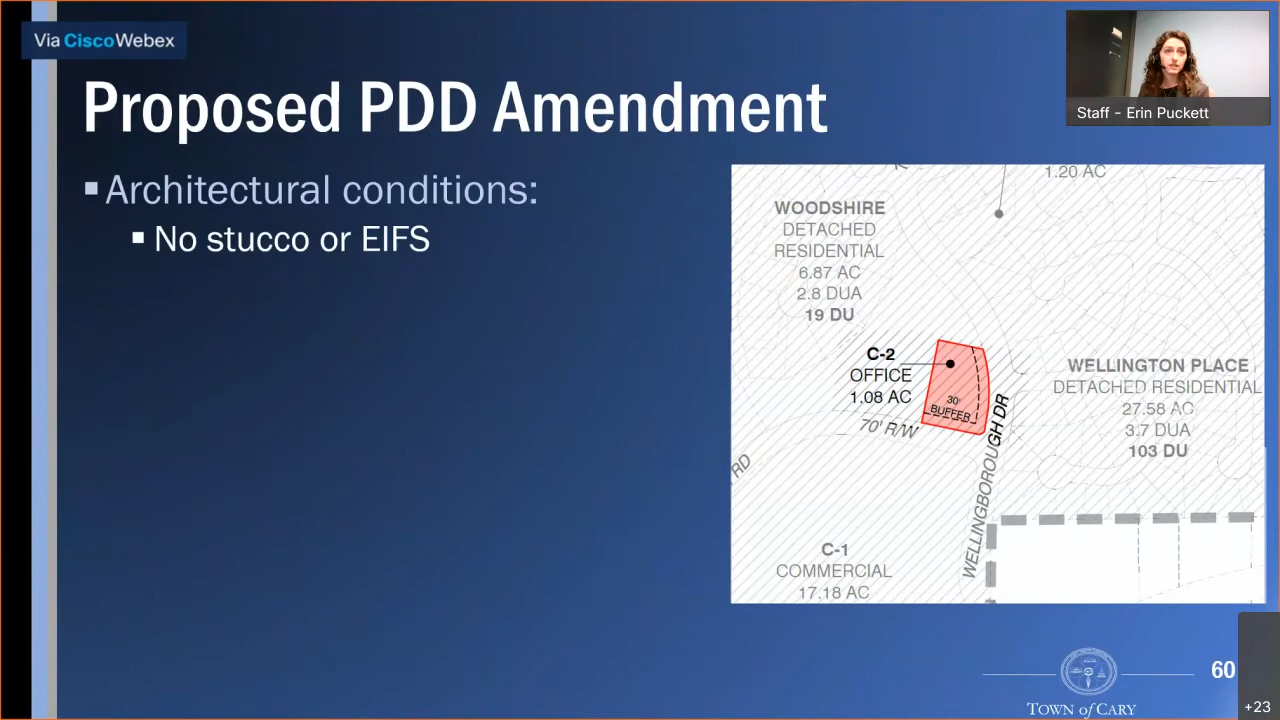 Via Cisco Webex
Proposed PDD Amendment
Staff - Erin Puckett
▪ Architectural conditions:
▪ No stucco or EIFS
1.20 AC
WOODSHIRE
DETACHED
RESIDENTIAL
6.87 AC
2.8 DUA
19 DU
C-2
OFFICE
1.08 AC
30'
BUFFER
70' R/W
WELLINGBOROUGH DR
WELLINGTON PLACE
DETACHED RESIDENTIAL
27.58 AC
3.7 DUA
103 DU
RD
C-1
COMMERCIAL
17.18 AC
TOWN of CARY
60
+23